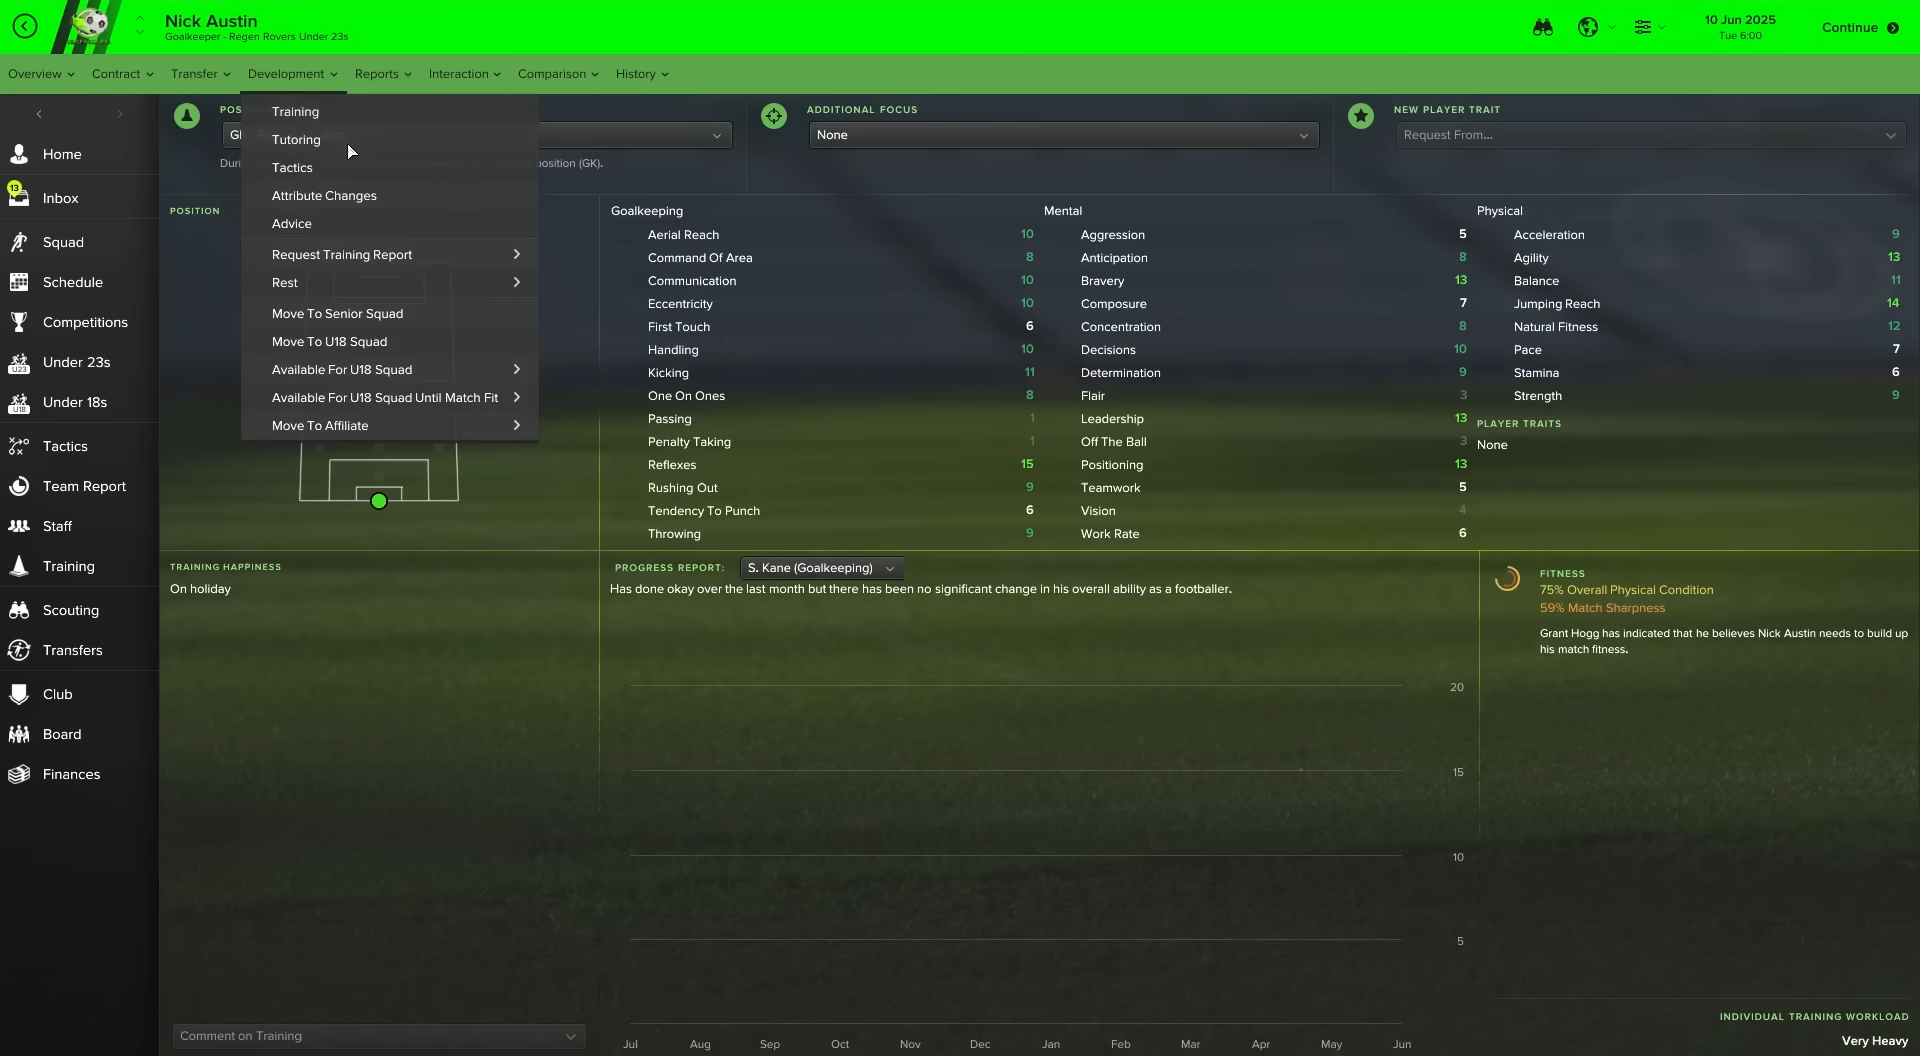 Nick Austin
Goalkeeper - Regen Rovers Under 23s
10 Jun 2025
Tue 6:00
Continue
Overview
Contract
Transfer
Development
Reports
Interaction
Comparison
History
Home
13
Inbox
Squad
Schedule
Competitions
U23
Under 23s
U18
Under 18s
Tactics
Team Report
Staff
Training
Scouting
Transfers
Club
Board
Finances
Training
Tutoring
Tactics
Attribute Changes
Advice
Request Training Report
Rest
Move To Senior Squad
Move To U18 Squad
Available For U18 Squad
Available For U18 Squad Until Match Fit
Move To Affiliate
position (GK).
ADDITIONAL FOCUS
None
NEW PLAYER TRAIT
Request From...
POSITION
Goalkeeping
Aerial Reach 10
Command Of Area 8
Communication 10
Eccentricity 10
First Touch 6
Handling 10
Kicking 11
One On Ones 8
Passing 1
Penalty Taking 1
Reflexes 15
Rushing Out 9
Tendency To Punch 6
Throwing 9
Mental
Aggression 5
Anticipation 8
Bravery 13
Composure 7
Concentration 8
Decisions 10
Determination 9
Flair 3
Leadership 13
Off The Ball 3
Positioning 13
Teamwork 5
Vision 4
Work Rate 6
Physical
Acceleration 9
Agility 13
Balance 11
Jumping Reach 14
Natural Fitness 12
Pace 7
Stamina 6
Strength 9
PLAYER TRAITS
None
TRAINING HAPPINESS
On holiday
Comment on Training
PROGRESS REPORT:
S. Kane (Goalkeeping)
Has done okay over the last month but there has been no significant change in his overall ability as a footballer.
20
15
10
5
Jul Aug Sep Oct Nov Dec Jan Feb Mar Apr May Jun
FITNESS
75% Overall Physical Condition
59% Match Sharpness
Grant Hogg has indicated that he believes Nick Austin needs to build up
his match fitness.
INDIVIDUAL TRAINING WORKLOAD
Very Heavy